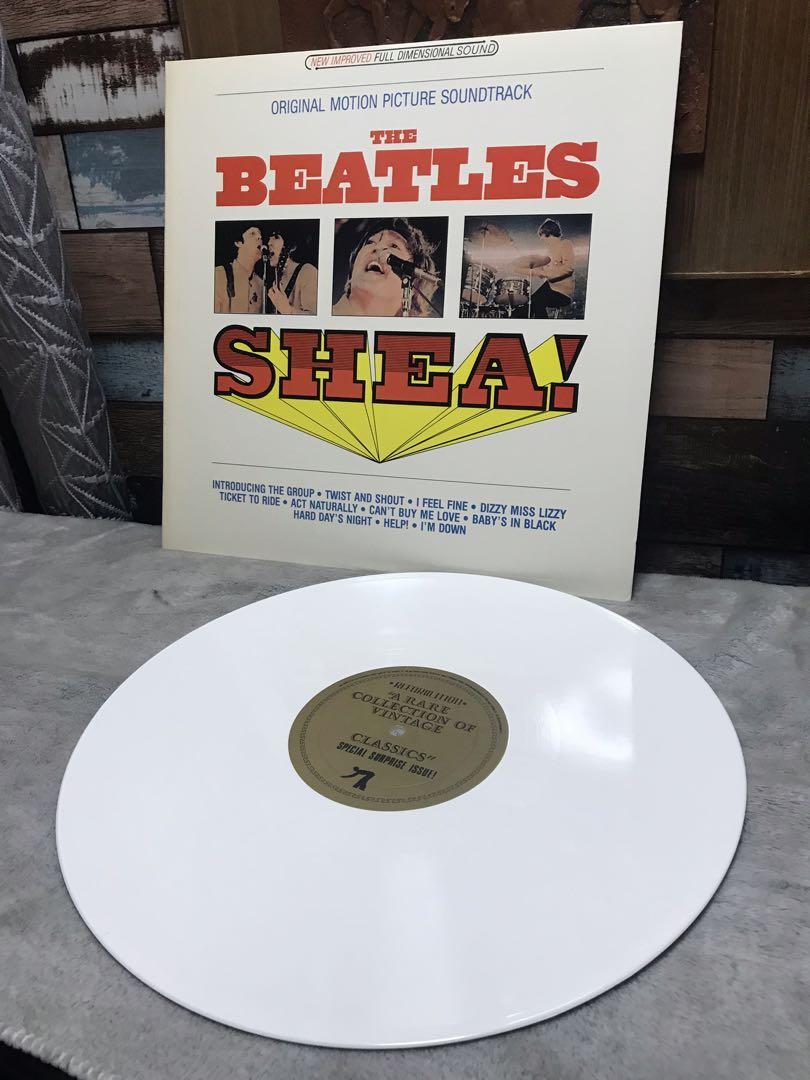 NEW IMPROVED FULL DIMENSIONAL SOUND
ORIGINAL MOTION PICTURE SOUNDTRACK
THE
BEATLES
SHEA!
INTRODUCING THE GROUP • TWIST AND SHOUT • I FEEL FINE • DIZZY MISS LIZZY
TICKET TO RIDE • ACT NATURALLY • CAN'T BUY ME LOVE • BABY'S IN BLACK
HARD DAY'S NIGHT • HELP! • I'M DOWN
"A RARE
COLLECTION OF
VINTAGE
CLASSICS"
SPECIAL SURPRISE ISSUE!